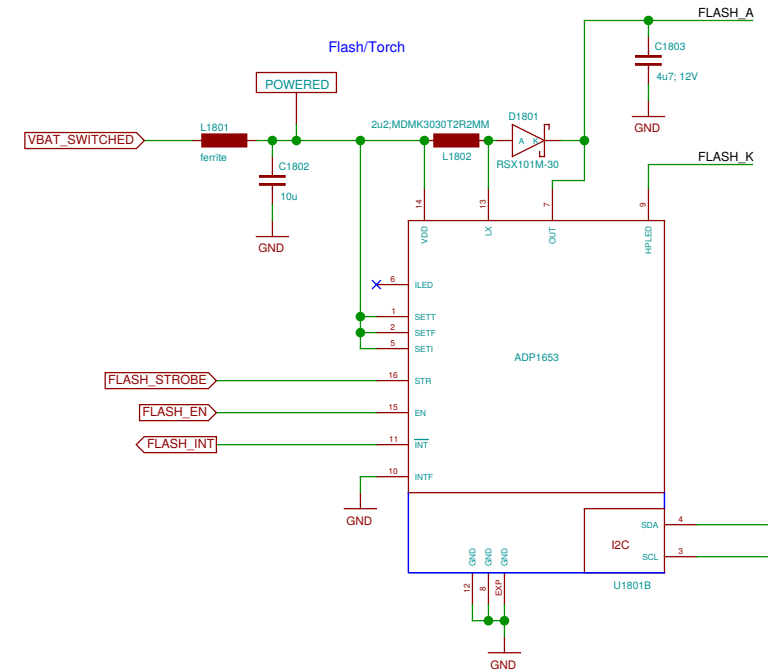 FLASH_A
Flash/Torch
C1803
4u7; 12V
GND
POWERED
D1801
2u2;MDMK3030T2R2MM
L1801
VBAT_SWITCHED
A K
ferrite
L1802
RSX101M-30
FLASH_K
C1802
10u
GND
14
13
7
9
VDD
LX
OUT
HPLED
6
ILED
1
SETT
2
SETF
5
SETI
ADP1653
FLASH_STROBE
16
STR
FLASH_EN
15
EN
FLASH_INT
11
INT
10
INTF
GND
SDA
4
I2C
SCL
3
GND
GND
GND
12
8
EXP
U1801B
GND